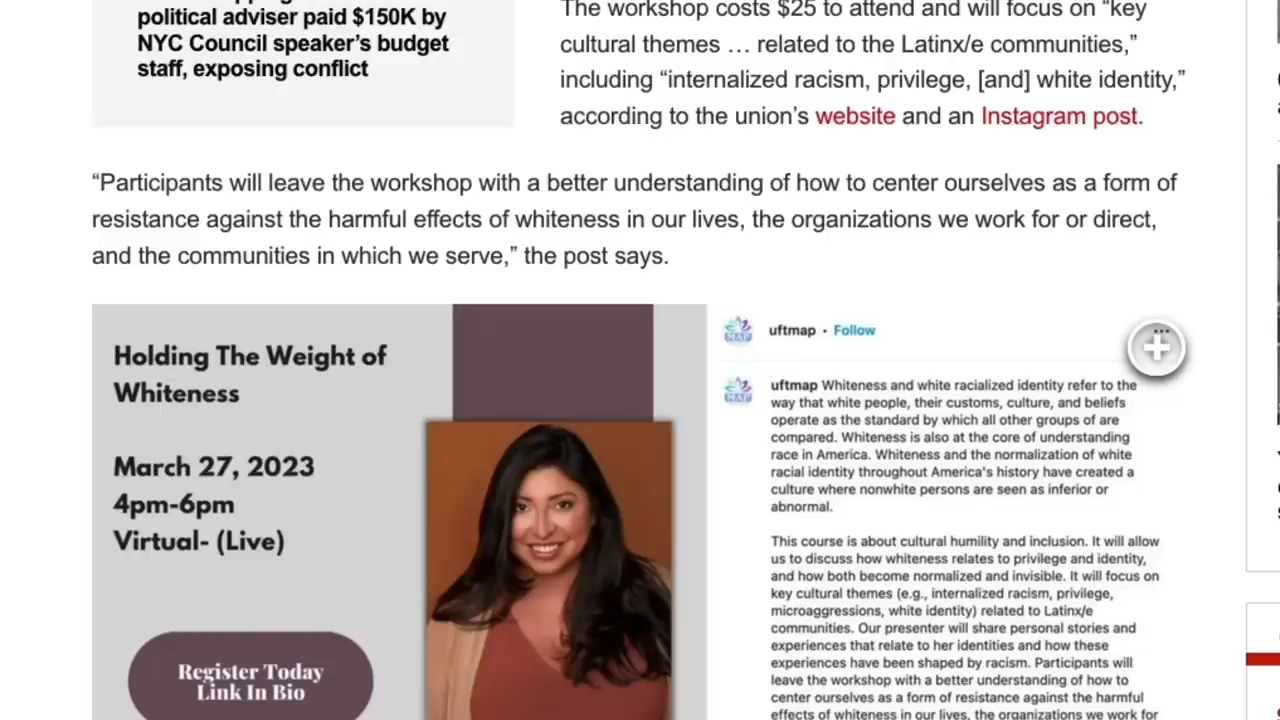 political adviser paid $150K by
NYC Council speaker’s budget
staff, exposing conflict
The workshop costs $25 to attend and will focus on “key
cultural themes … related to the Latinx/e communities,”
including “internalized racism, privilege, [and] white identity,”
according to the union’s website and an Instagram post.
“Participants will leave the workshop with a better understanding of how to center ourselves as a form of
resistance against the harmful effects of whiteness in our lives, the organizations we work for or direct,
and the communities in which we serve,” the post says.
Holding The Weight of
Whiteness
March 27, 2023
4pm-6pm
Virtual- (Live)
Register Today
Link In Bio
MAP
uftmap • Follow
MAP
uftmap Whiteness and white racialized identity refer to the
way that white people, their customs, culture, and beliefs
operate as the standard by which all other groups of are
compared. Whiteness is also at the core of understanding
race in America. Whiteness and the normalization of white
racial identity throughout America's history have created a
culture where nonwhite persons are seen as inferior or
abnormal.
This course is about cultural humility and inclusion. It will allow
us to discuss how whiteness relates to privilege and identity,
and how both become normalized and invisible. It will focus on
key cultural themes (e.g., internalized racism, privilege,
microaggressions, white identity) related to Latinx/e
communities. Our presenter will share personal stories and
experiences that relate to her identities and how these
experiences have been shaped by racism. Participants will
leave the workshop with a better understanding of how to
center ourselves as a form of resistance against the harmful
effects of whiteness in our lives, the organizations we work for